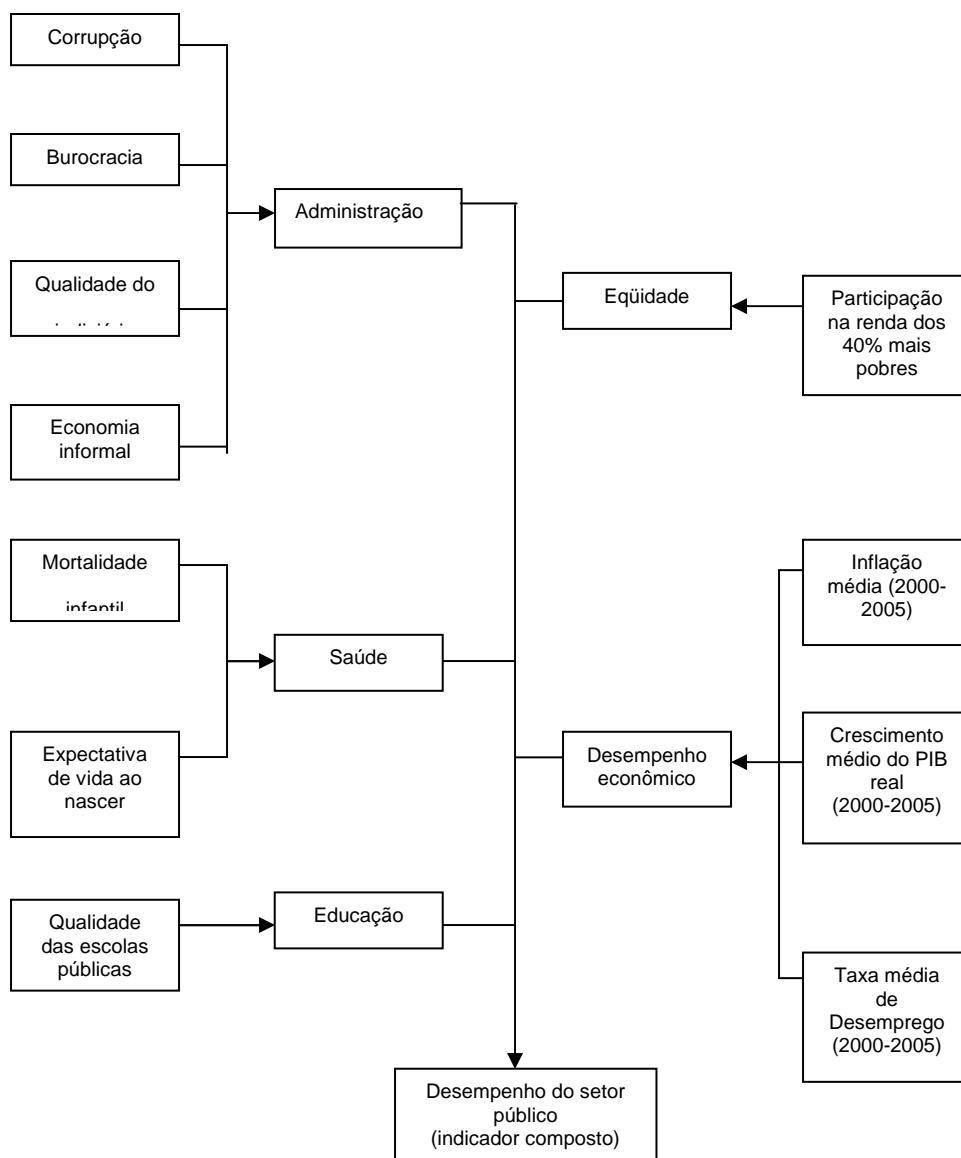 Corrupção
Burocracia
Administração
Qualidade do
Eqüidade
Participação
na renda dos
40% mais
pobres
Economia
informal
Mortalidade
infantil
Inflação
média (2000-
2005)
Saúde
Expectativa
de vida ao
nascer
Desempenho
econômico
Crescimento
médio do PIB
real
(2000-2005)
Educação
Qualidade
das escolas
públicas
Taxa média
de
Desemprego
(2000-2005)
Desempenho do setor
público
(indicador composto)